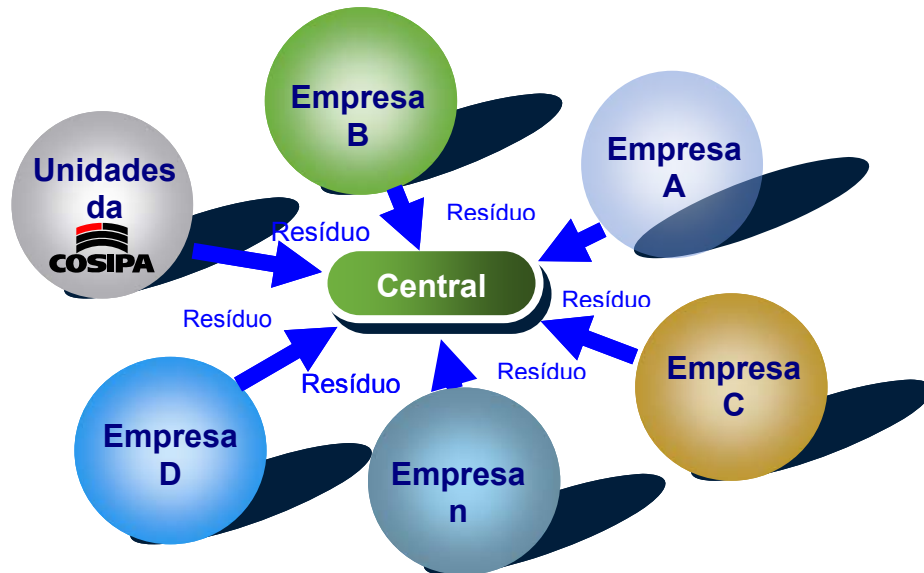 Empresa
B
Empresa
A
Unidades
da
COSIPA
Resíduo
Resíduo
Central
Resíduo
Resíduo
Resíduo
Resíduo
Empresa
C
Empresa
D
Empresa
n